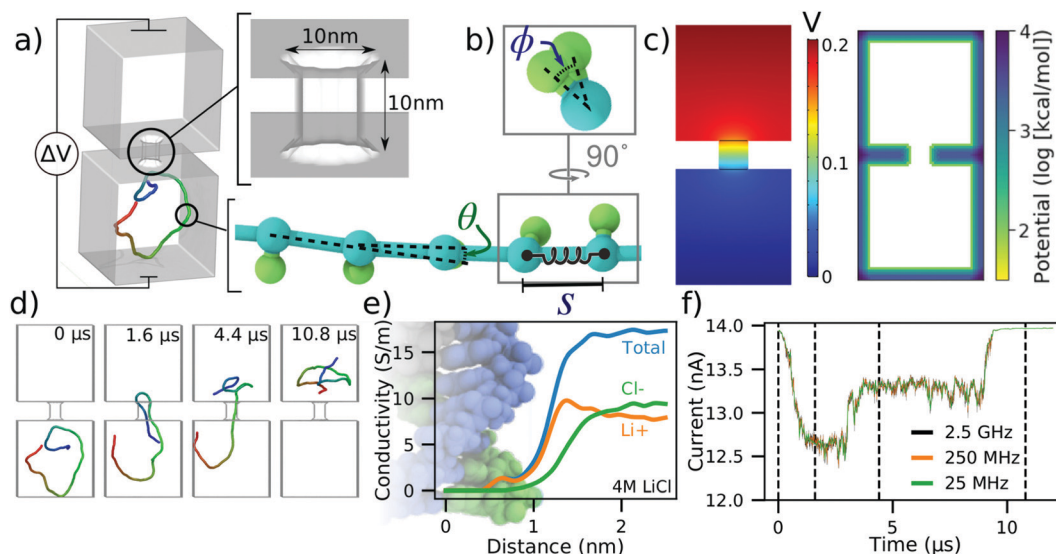 a)
ΔV
10nm
10nm
b)
ϕ
90°
θ
S
c)
V
0.2
0.1
0
4
3
2
Potential (log [kcal/mol])
d)
0 μs
1.6 μs
4.4 μs
10.8 μs
e)
Conductivity (S/m)
15
10
5
0
Total
Cl-
Li+
4M LiCl
0
1
2
Distance (nm)
f)
Current (nA)
14.0
13.5
13.0
12.5
12.0
2.5 GHz
250 MHz
25 MHz
0
5
10
Time (μs)